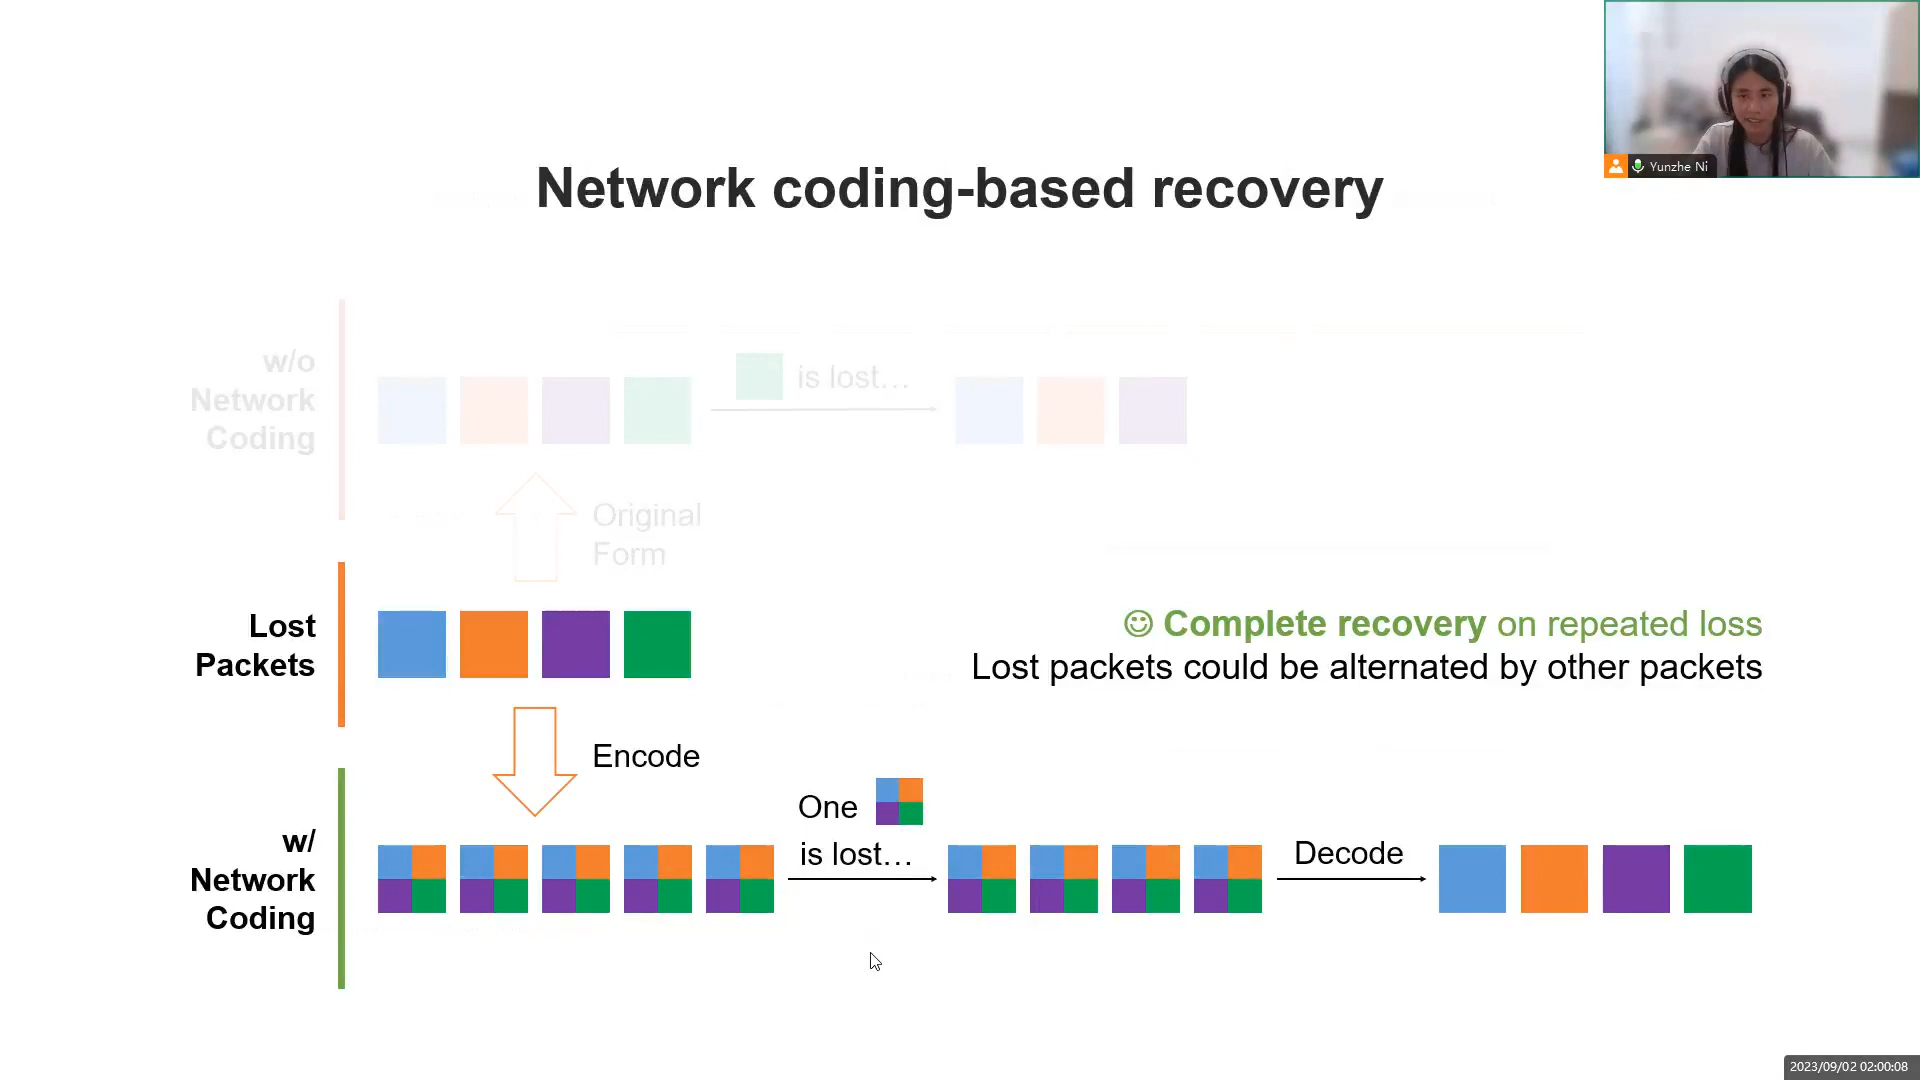 Yunzhe Ni
Network coding-based recovery
w/o
Network
Coding
is lost...
Original
Form
Lost
Packets
Complete recovery on repeated loss
Lost packets could be alternated by other packets
Encode
w/
Network
Coding
One
is lost...
Decode
2023/09/02 02:00:08